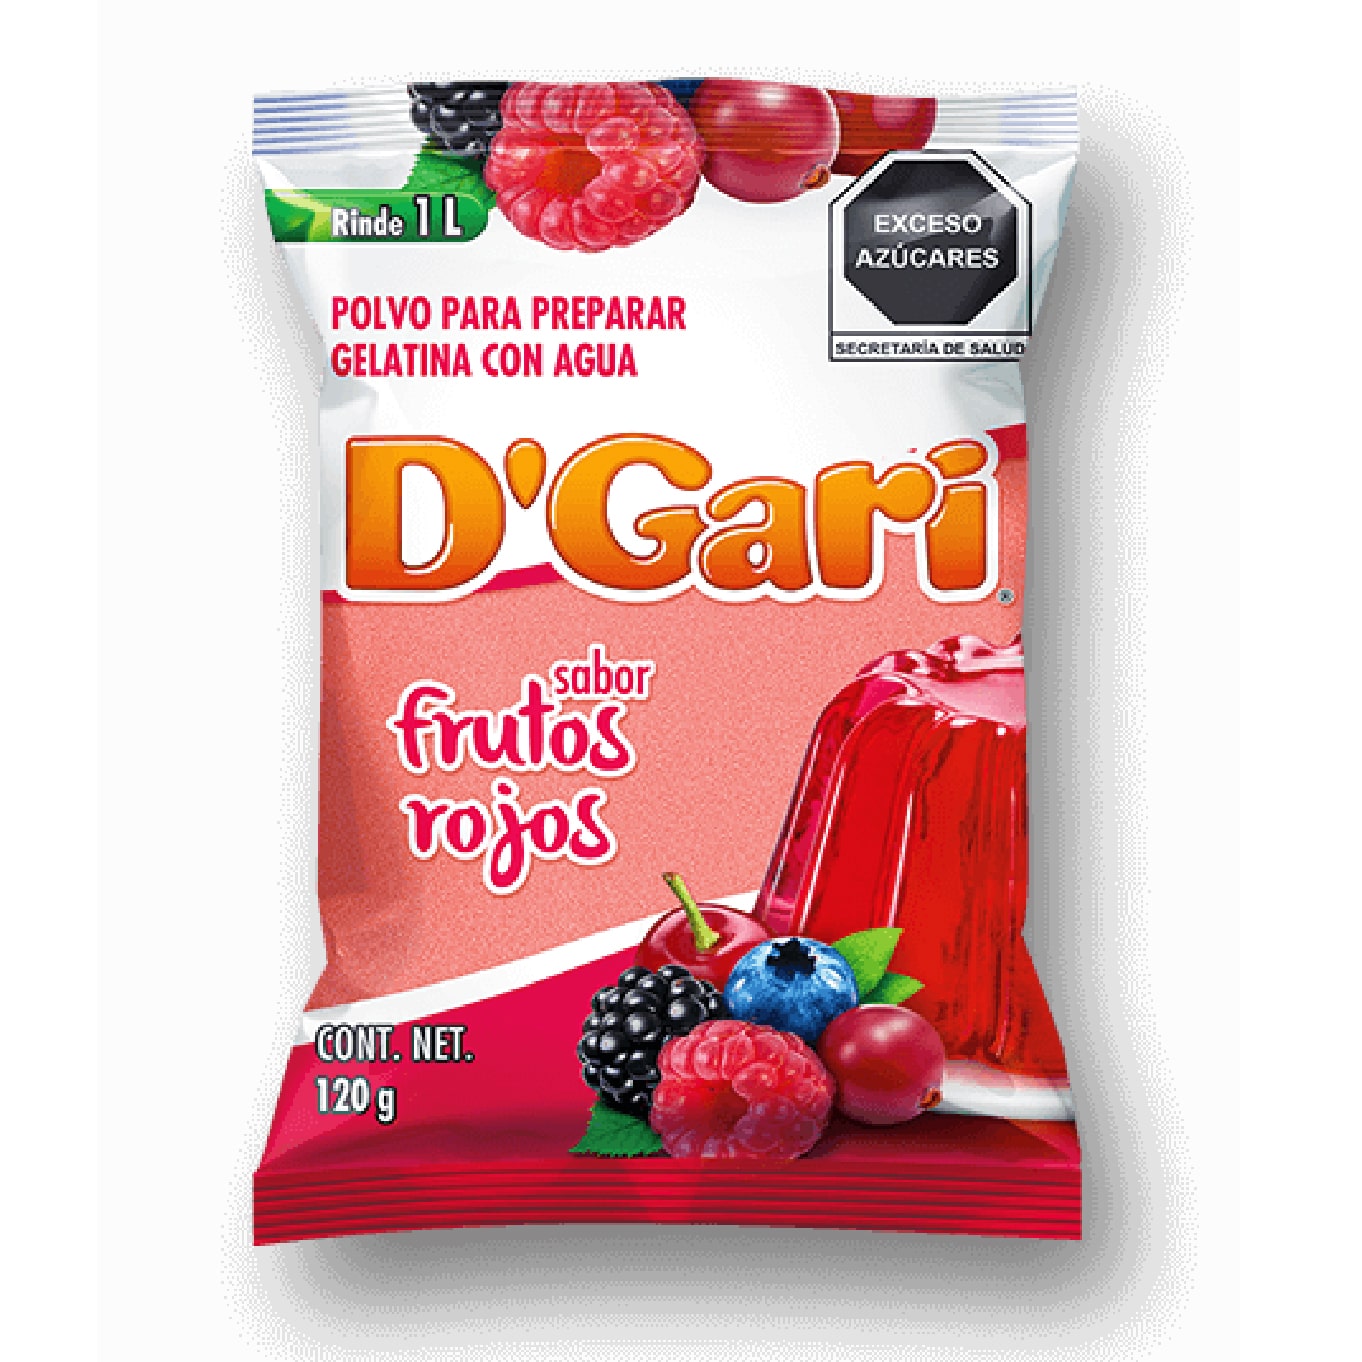 Rinde 1 L
EXCESO
AZÚCARES
SECRETARÍA DE SALUD
POLVO PARA PREPARAR
GELATINA CON AGUA
D'Gari
®
sabor
frutos
rojos
CONT. NET.
120 g